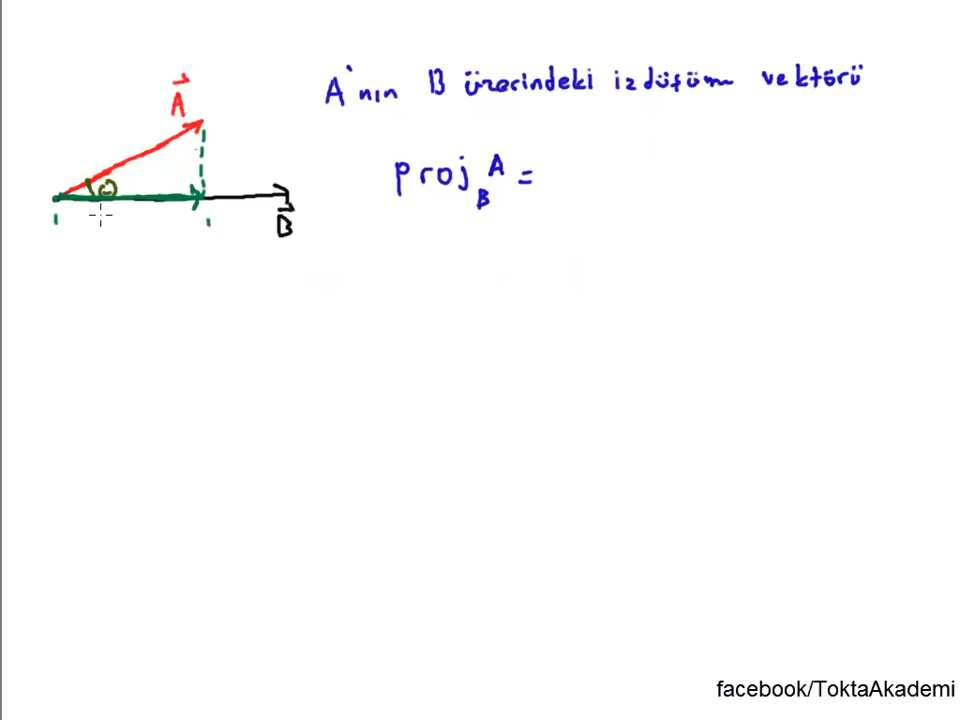 A'nın B üzerindeki izdüşüm vektörü
A
proj_B A =
θ
B
facebook/ToktaAkademi